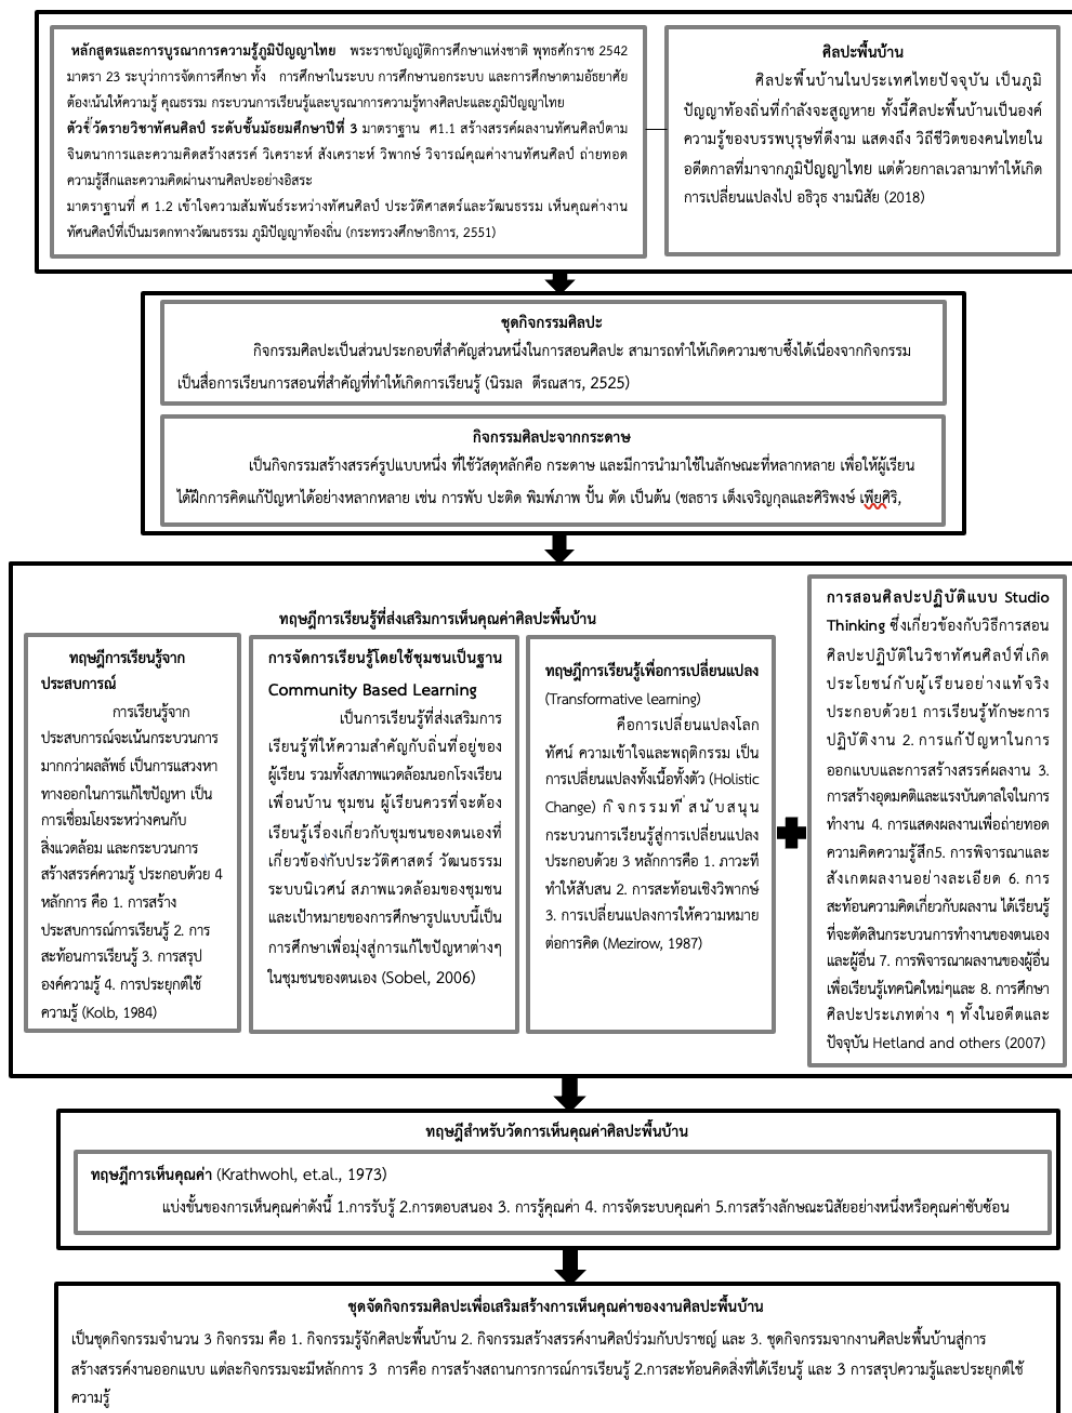 หลักสูตรและการบูรณาการความรู้ภูมิปัญญาไทย พระราชบัญญัติการศึกษาแห่งชาติ พุทธศักราช 2542
มาตรา 23 ระบุว่าการจัดการศึกษา ทั้ง การศึกษาในระบบ การศึกษานอกระบบ และการศึกษาตามอัธยาศัย
ต้องเน้นให้ความรู้ คุณธรรม กระบวนการเรียนรู้และบูรณาการความรู้ทางศิลปะและภูมิปัญญาไทย
ตัวชี้วัดรายวิชาทัศนศิลป์ ระดับชั้นมัธยมศึกษาปีที่ 3 มาตราฐาน ศ1.1 สร้างสรรค์ผลงานทัศนศิลป์ตาม
จินตนาการและความคิดสร้างสรรค์ วิเคราะห์ สังเคราะห์ วิพากษ์ วิจารณ์คุณค่างานทัศนศิลป์ ถ่ายทอด
ความรู้สึกและความคิดผ่านงานศิลปะอย่างอิสระ
มาตราฐานที่ ศ 1.2 เข้าใจความสัมพันธ์ระหว่างทัศนศิลป์ ประวัติศาสตร์และวัฒนธรรม เห็นคุณค่างาน
ทัศนศิลป์ที่เป็นมรดกทางวัฒนธรรม ภูมิปัญญาท้องถิ่น (กระทรวงศึกษาธิการ, 2551)
ศิลปะพื้นบ้าน
ศิลปะพื้นบ้านในประเทศไทยปัจจุบัน เป็นภูมิ
ปัญญาท้องถิ่นที่กำลังจะสูญหาย ทั้งนี้ศิลปะพื้นบ้านเป็นองค์
ความรู้ของบรรพบุรุษที่ดีงาม แสดงถึง วิถีชีวิตของคนไทยใน
อดีตกาลที่มาจากภูมิปัญญาไทย แต่ด้วยกาลเวลามาทำให้เกิด
การเปลี่ยนแปลงไป อธิวุธ งามนิสัย (2018)
ชุดกิจกรรมศิลปะ
กิจกรรมศิลปะเป็นส่วนประกอบที่สำคัญส่วนหนึ่งในการสอนศิลปะ สามารถทำให้เกิดความซาบซึ้งได้เนื่องจากกิจกรรม
เป็นสื่อการเรียนการสอนที่สำคัญที่ทำให้เกิดการเรียนรู้ (นิรมล ตีรณสาร, 2525)
กิจกรรมศิลปะจากกระดาษ
เป็นกิจกรรมสร้างสรรค์รูปแบบหนึ่ง ที่ใช้วัสดุหลักคือ กระดาษ และมีการนำมาใช้ในลักษณะที่หลากหลาย เพื่อให้ผู้เรียน
ได้ฝึกการคิดแก้ปัญหาได้อย่างหลากหลาย เช่น การพับ ปะติด พิมพ์ภาพ ปั้น ตัด เป็นต้น (ชลธาร เต็งเจริญกุลและศิริพงษ์ เพียศิริ,
ทฤษฎีการเรียนรู้ที่ส่งเสริมการเห็นคุณค่าศิลปะพื้นบ้าน
ทฤษฎีการเรียนรู้จาก
ประสบการณ์
การเรียนรู้จาก
ประสบการณ์จะเน้นกระบวนการ
มากกว่าผลลัพธ์ เป็นการแสวงหา
ทางออกในการแก้ไขปัญหา เป็น
การเชื่อมโยงระหว่างคนกับ
สิ่งแวดล้อม และกระบวนการ
สร้างสรรค์ความรู้ ประกอบด้วย 4
หลักการ คือ 1. การสร้าง
ประสบการณ์การเรียนรู้ 2. การ
สะท้อนการเรียนรู้ 3. การสรุป
องค์ความรู้ 4. การประยุกต์ใช้
ความรู้ (Kolb, 1984)
การจัดการเรียนรู้โดยใช้ชุมชนเป็นฐาน
Community Based Learning
เป็นการเรียนรู้ที่ส่งเสริมการ
เรียนรู้ที่ให้ความสำคัญกับถิ่นที่อยู่ของ
ผู้เรียน รวมทั้งสภาพแวดล้อมนอกโรงเรียน
เพื่อนบ้าน ชุมชน ผู้เรียนควรที่จะต้อง
เรียนรู้เรื่องเกี่ยวกับชุมชนของตนเองที่
เกี่ยวข้องกับประวัติศาสตร์ วัฒนธรรม
ระบบนิเวศน์ สภาพแวดล้อมของชุมชน
และเป้าหมายของการศึกษารูปแบบนี้เป็น
การศึกษาเพื่อมุ่งสู่การแก้ไขปัญหาต่างๆ
ในชุมชนของตนเอง (Sobel, 2006)
ทฤษฎีการเรียนรู้เพื่อการเปลี่ยนแปลง
(Transformative learning)
คือการเปลี่ยนแปลงโลก
ทัศน์ ความเข้าใจและพฤติกรรม เป็น
การเปลี่ยนแปลงทั้งเนื้อทั้งตัว (Holistic
Change) กิจกรรมที่สนับสนุน
กระบวนการเรียนรู้สู่การเปลี่ยนแปลง
ประกอบด้วย 3 หลักการคือ 1. ภาวะที่
ทำให้สับสน 2. การสะท้อนเชิงวิพากษ์
3. การเปลี่ยนแปลงการให้ความหมาย
ต่อการคิด (Mezirow, 1987)
การสอนศิลปะปฏิบัติแบบ Studio
Thinking ซึ่งเกี่ยวข้องกับวิธีการสอน
ศิลปะปฏิบัติในวิชาทัศนศิลป์ที่เกิด
ประโยชน์กับผู้เรียนอย่างแท้จริง
ประกอบด้วย1 การเรียนรู้ทักษะการ
ปฏิบัติงาน 2. การแก้ปัญหาในการ
ออกแบบและการสร้างสรรค์ผลงาน 3.
การสร้างอุดมคติและแรงบันดาลใจในการ
ทำงาน 4. การแสดงผลงานเพื่อถ่ายทอด
ความคิดความรู้สึก5. การพิจารณาและ
สังเกตผลงานอย่างละเอียด 6. การ
สะท้อนความคิดเกี่ยวกับผลงาน ได้เรียนรู้
ที่จะตัดสินกระบวนการทำงานของตนเอง
และผู้อื่น 7. การพิจารณาผลงานของผู้อื่น
เพื่อเรียนรู้เทคนิคใหม่ๆและ 8. การศึกษา
ศิลปะประเภทต่าง ๆ ทั้งในอดีตและ
ปัจจุบัน Hetland and others (2007)
ทฤษฎีสำหรับวัดการเห็นคุณค่าศิลปะพื้นบ้าน
ทฤษฎีการเห็นคุณค่า (Krathwohl, et.al., 1973)
แบ่งขั้นของการเห็นคุณค่าดังนี้ 1.การรับรู้ 2.การตอบสนอง 3. การรู้คุณค่า 4. การจัดระบบคุณค่า 5.การสร้างลักษณะนิสัยอย่างหนึ่งหรือคุณค่าซับซ้อน
ชุดจัดกิจกรรมศิลปะเพื่อเสริมสร้างการเห็นคุณค่าของงานศิลปะพื้นบ้าน
เป็นชุดกิจกรรมจำนวน 3 กิจกรรม คือ 1. กิจกรรมรู้จักศิลปะพื้นบ้าน 2. กิจกรรมสร้างสรรค์งานศิลป์ร่วมกับปราชญ์ และ 3. ชุดกิจกรรมจากงานศิลปะพื้นบ้านสู่การ
สร้างสรรค์งานออกแบบ แต่ละกิจกรรมจะมีหลักการ 3 การคือ การสร้างสถานการการณ์การเรียนรู้ 2.การสะท้อนคิดสิ่งที่ได้เรียนรู้ และ 3 การสรุปความรู้และประยุกต์ใช้
ความรู้